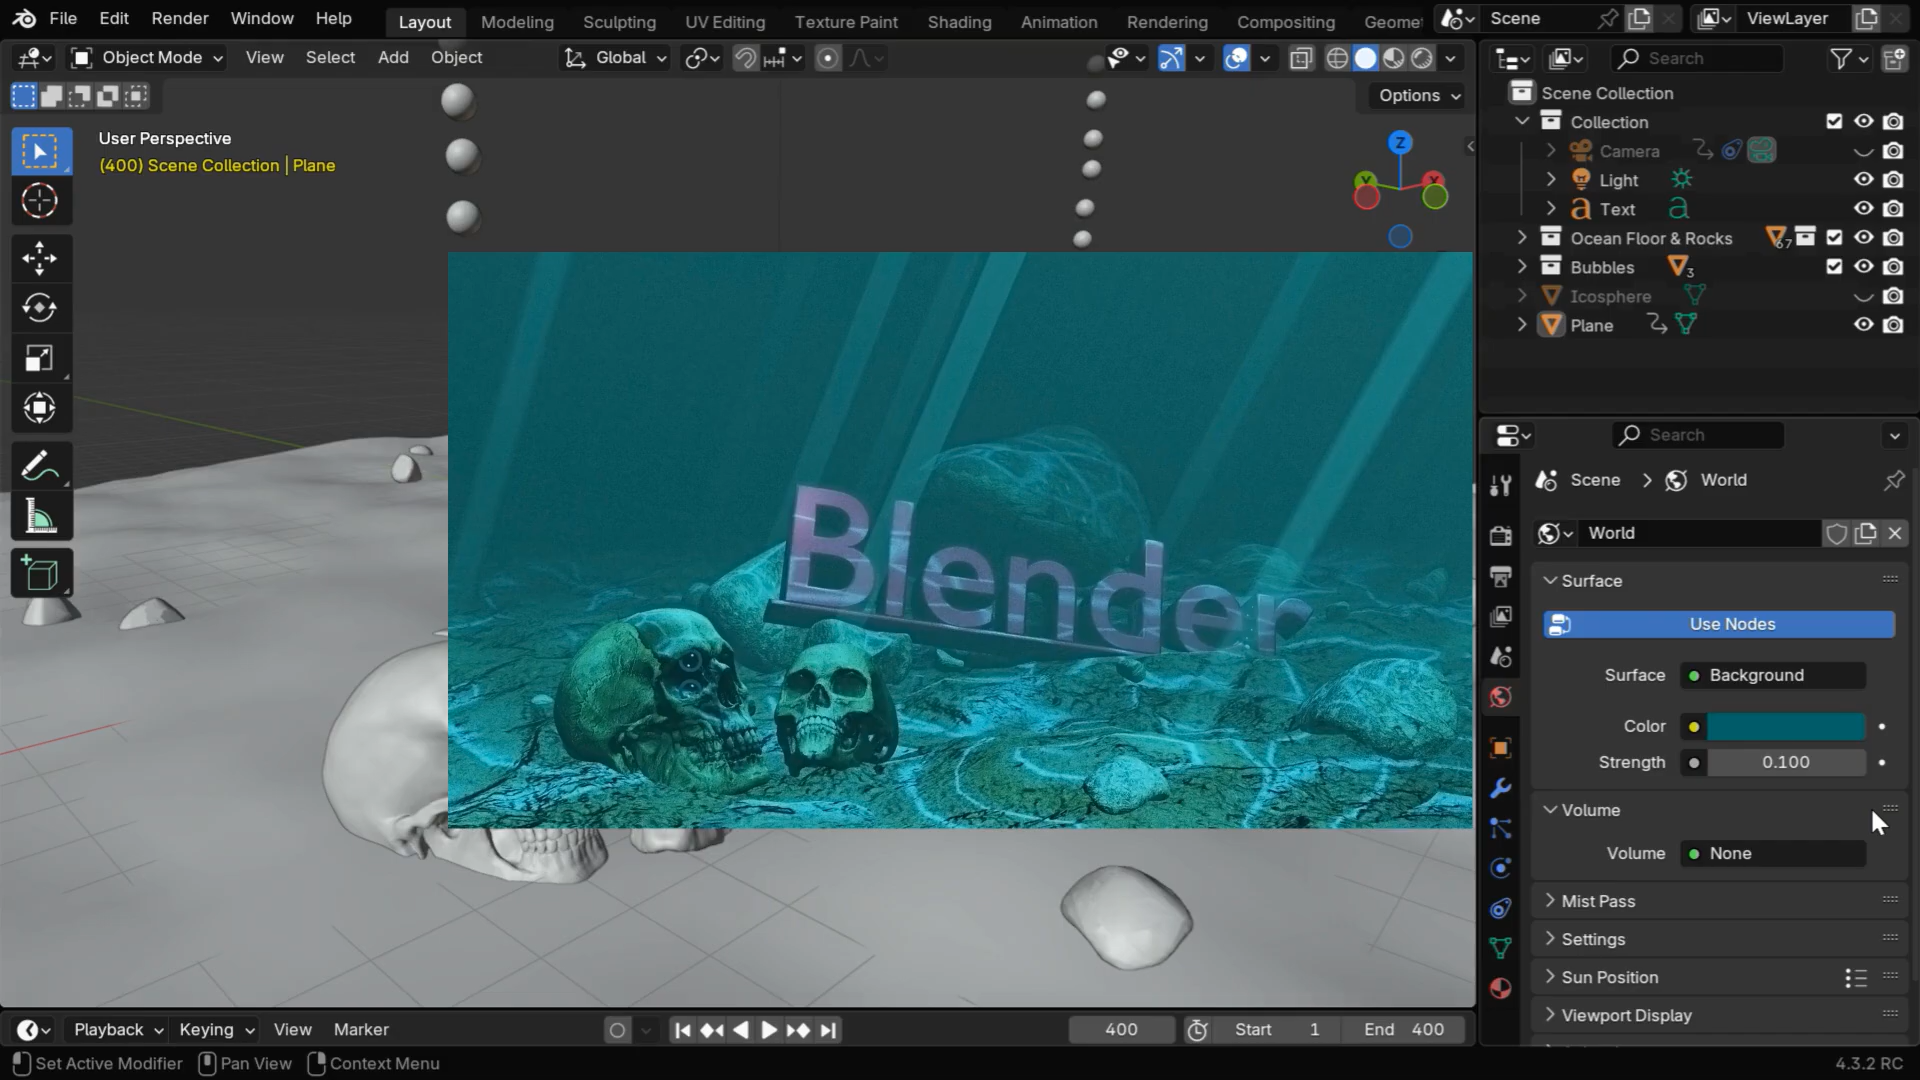 File Edit Render Window Help Layout Modeling Sculpting UV Editing Texture Paint Shading Animation Rendering Compositing Geomet Scene ViewLayer
Object Mode View Select Add Object Global Search
Options
User Perspective
(400) Scene Collection | Plane
X
Y
Z
Scene Collection
Collection
Camera
Light
Text
Ocean Floor & Rocks 67
Bubbles 3
Icosphere
Plane
Blender
Search
Scene > World
World
Surface
Use Nodes
Surface Background
Color
Strength 0.100
Volume
Volume None
Mist Pass
Settings
Sun Position
Viewport Display
Playback Keying View Marker 400 Start 1 End 400
Set Active Modifier Pan View Context Menu 4.3.2 RC